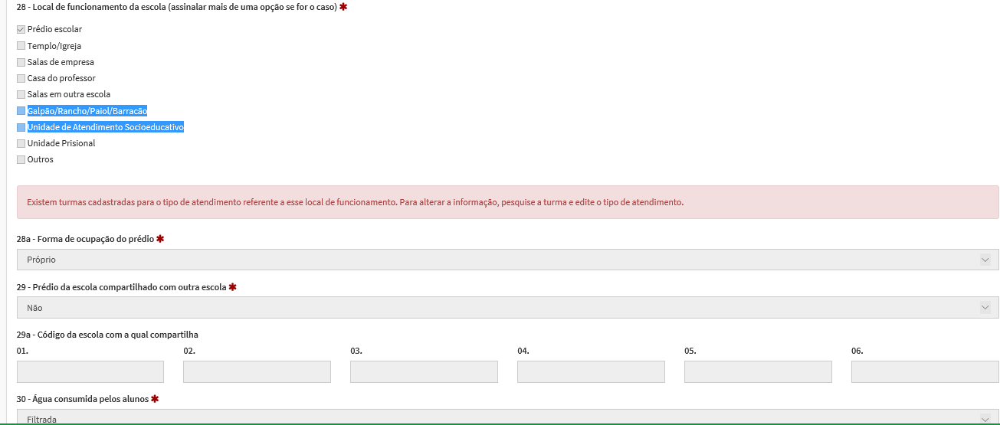 28 - Local de funcionamento da escola (assinalar mais de uma opção se for o caso) ✱
Prédio escolar
Templo/Igreja
Salas de empresa
Casa do professor
Salas em outra escola
Galpão/Rancho/Paiol/Barracão
Unidade de Atendimento Socioeducativo
Unidade Prisional
Outros
Existem turmas cadastradas para o tipo de atendimento referente a esse local de funcionamento. Para alterar a informação, pesquise a turma e edite o tipo de atendimento.
28a - Forma de ocupação do prédio ✱
Próprio
29 - Prédio da escola compartilhado com outra escola ✱
Não
29a - Código da escola com a qual compartilha
01. 02. 03. 04. 05. 06.
30 - Água consumida pelos alunos ✱
Filtrada